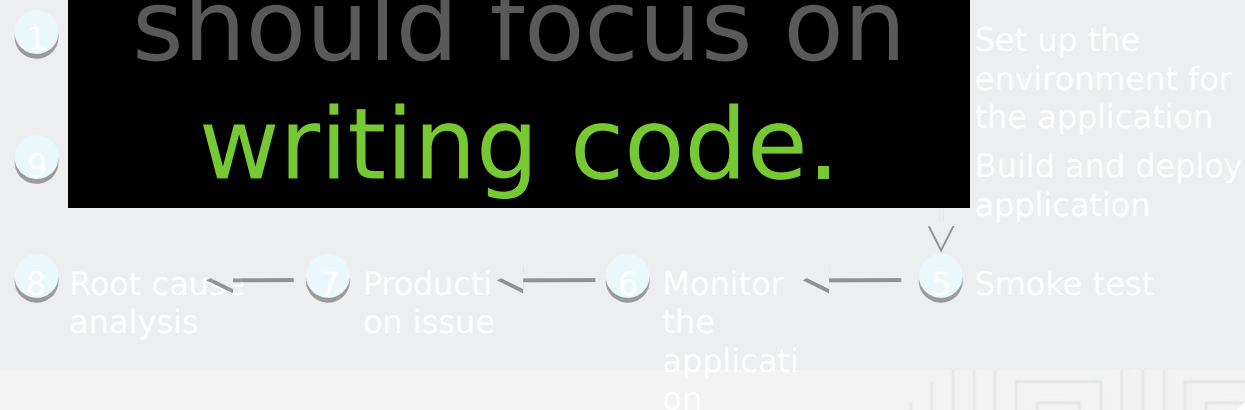 should focus on
writing code.
1
Set up the
environment for
the application
9
Build and deploy
application
8 Root cause
analysis
7 Producti
on issue
6 Monitor
the
applicati
on
5 Smoke test